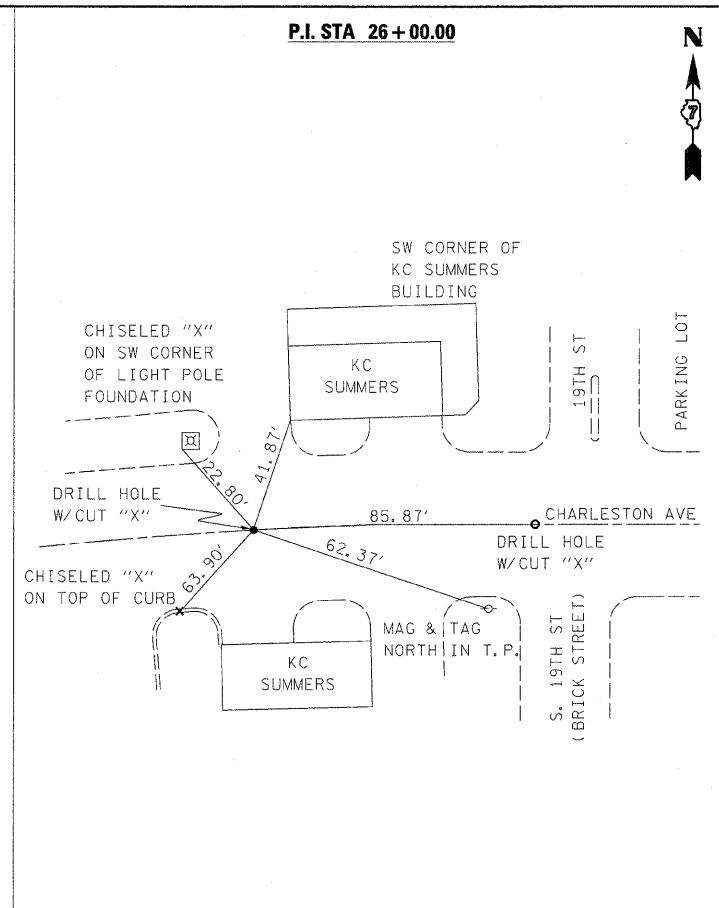 P.I. STA 26+00.00
N
7
SW CORNER OF
KC SUMMERS
BUILDING
CHISELED "X"
ON SW CORNER
OF LIGHT POLE
FOUNDATION
KC
SUMMERS
19TH ST
PARKING LOT
22.80'
41.87'
DRILL HOLE
W/CUT "X"
85.87'
CHARLESTON AVE
DRILL HOLE
W/CUT "X"
62.37'
63.90'
CHISELED "X"
ON TOP OF CURB
MAG & TAG
NORTH IN T.P.
KC
SUMMERS
S. 19TH ST
(BRICK STREET)